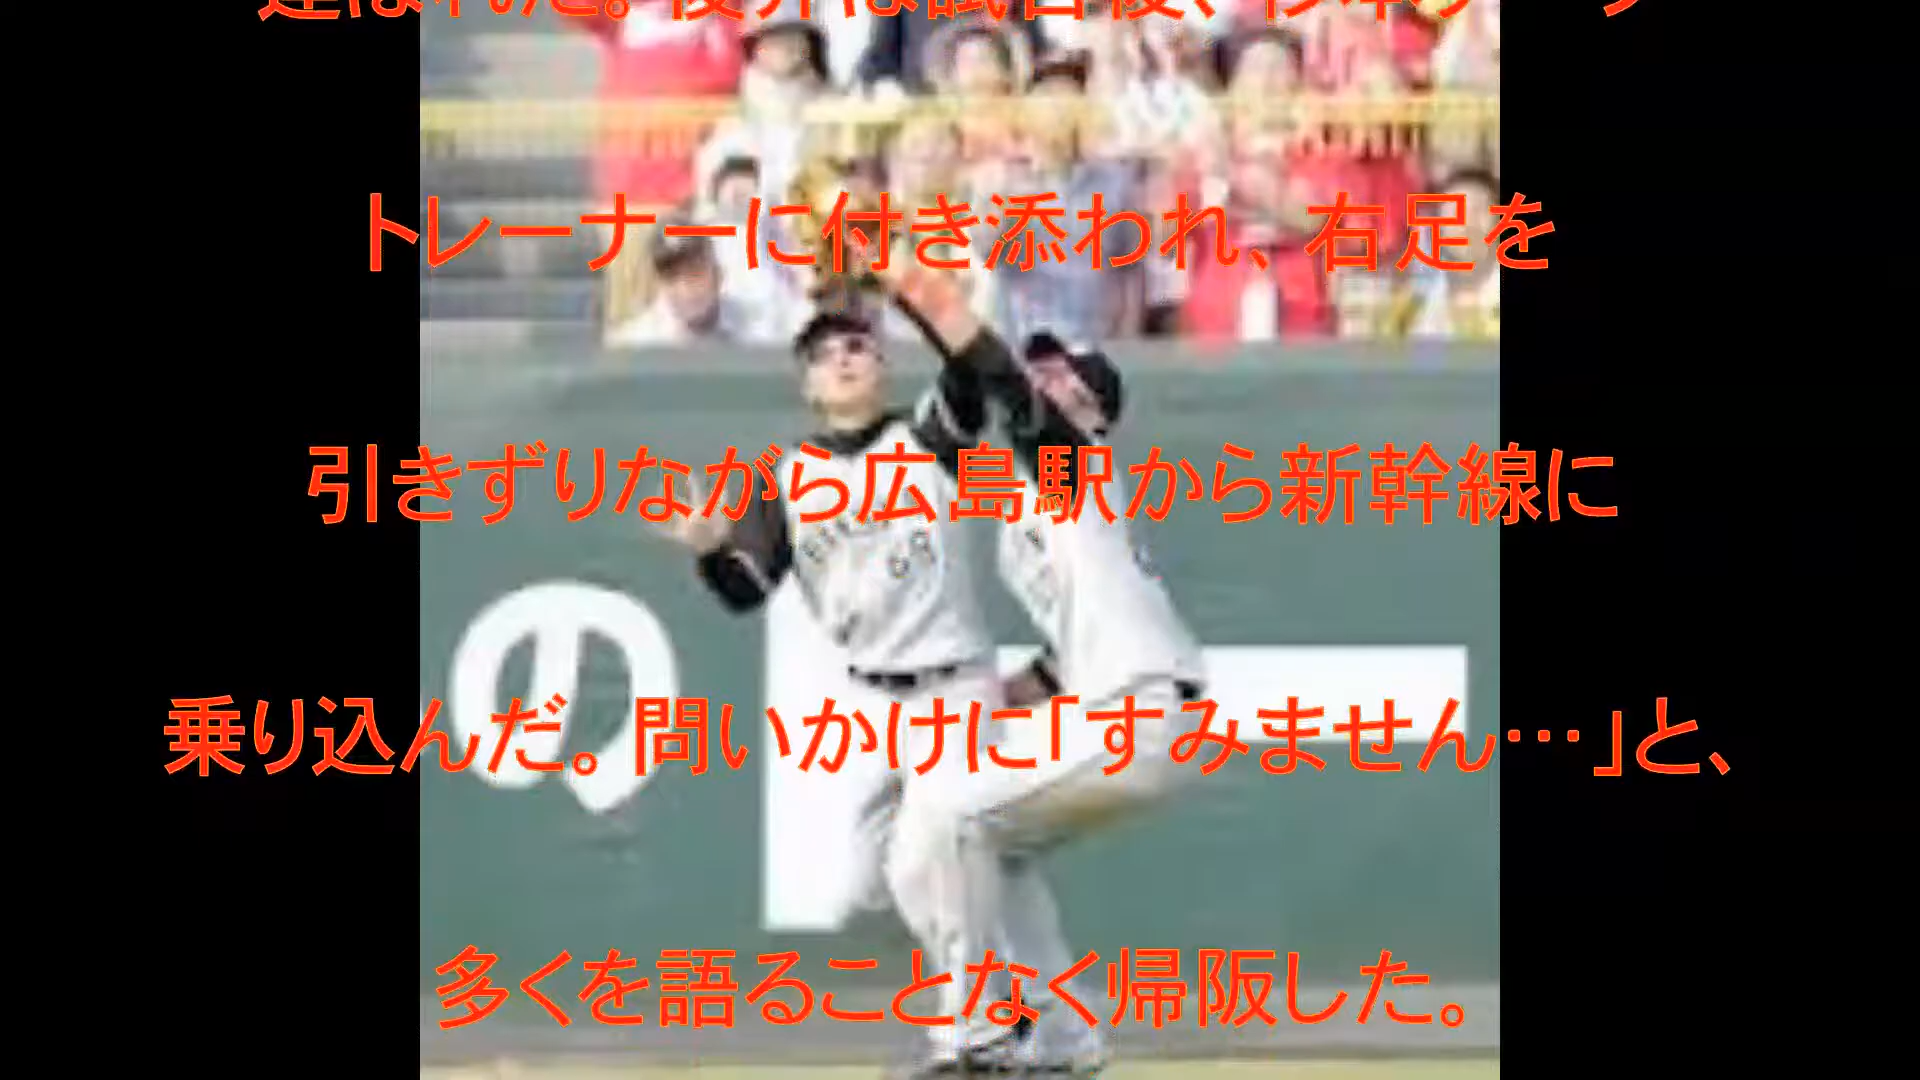 トレーナーに付き添われ、右足を
引きずりながら広島駅から新幹線に
乗り込んだ。問いかけに「すみません…」と、
多くを語ることなく帰阪した。
の